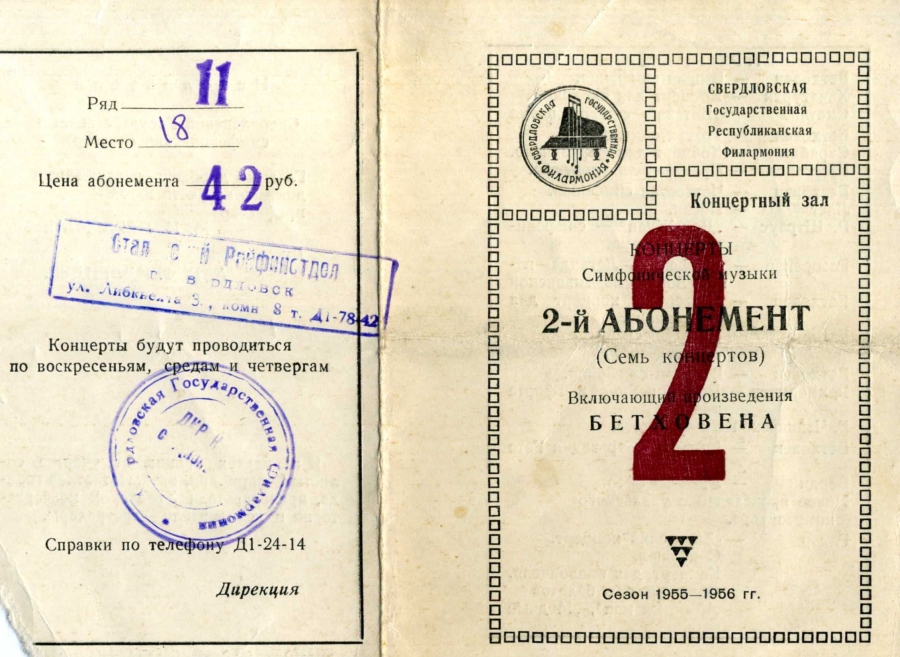 Ряд 11
Место 18
Цена абонемента 42 руб.
Райфинстдел
ул. Либкнехта 3, комн 8 т. Д1-78-42
Концерты будут проводиться
по воскресеньям, средам и четвергам
Государственная Филармония
Справки по телефону Д1-24-14
Дирекция
СВЕРДЛОВСКАЯ ГОСУДАРСТВЕННАЯ
ФИЛАРМОНИЯ
СВЕРДЛОВСКАЯ
Государственная
Республиканская
Филармония
Концертный зал
2
КОНЦЕРТЫ
Симфонической музыки
2-й АБОНЕМЕНТ
(Семь концертов)
Включающий произведения
БЕТХОВЕНА
Сезон 1955—1956 гг.